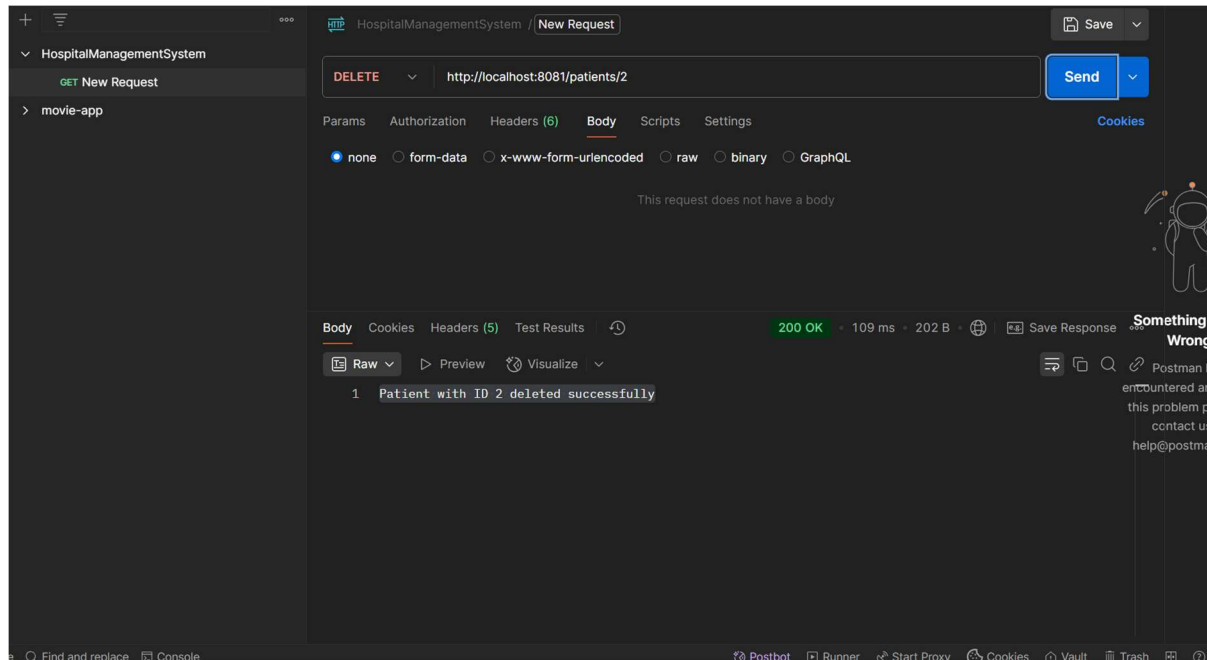 HTTP HospitalManagementSystem / New Request Save
HospitalManagementSystem
GET New Request
movie-app
DELETE http://localhost:8081/patients/2 Send
Params Authorization Headers (6) Body Scripts Settings Cookies
none form-data x-www-form-urlencoded raw binary GraphQL
This request does not have a body
Body Cookies Headers (5) Test Results 200 OK 109 ms 202 B e.g. Save Response
Raw Preview Visualize
1 Patient with ID 2 deleted successfully
Something
Wrong
Postman
encountered
this problem
contact
help@postma
Find and replace Console Postbot Runner Start Proxy Cookies Vault Trash